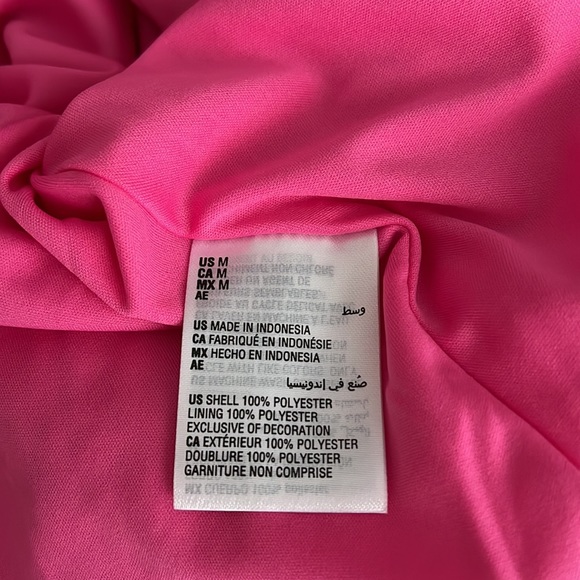 US M
CA M
MX M
AE
وسط
US MADE IN INDONESIA
CA FABRIQUÉ EN INDONÉSIE
MX HECHO EN INDONESIA
AE
صُنع في إندونيسيا
US SHELL 100% POLYESTER
LINING 100% POLYESTER
EXCLUSIVE OF DECORATION
CA EXTÉRIEUR 100% POLYESTER
DOUBLURE 100% POLYESTER
GARNITURE NON COMPRISE